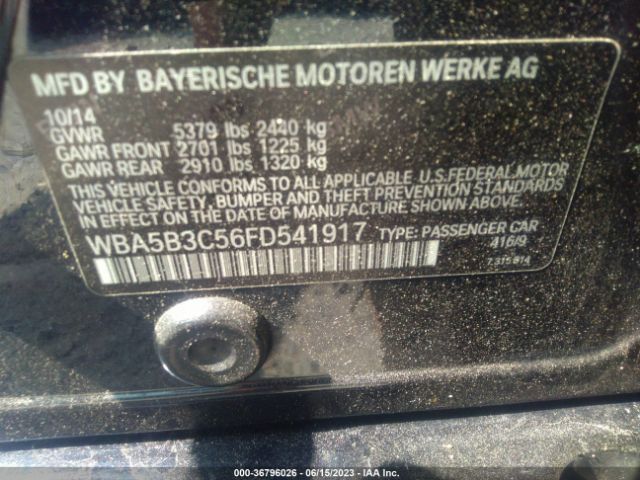 MFD BY BAYERISCHE MOTOREN WERKE AG
10/14
GVWR 5379 lbs 2440 kg
GAWR FRONT 2701 lbs 1225 kg
GAWR REAR 2910 lbs 1320 kg
THIS VEHICLE CONFORMS TO ALL APPLICABLE U.S.FEDERAL MOTOR
VEHICLE SAFETY, BUMPER AND THEFT PREVENTION STANDARDS
IN EFFECT ON THE DATE OF MANUFACTURE SHOWN ABOVE.
WBA5B3C56FD541917 TYPE: PASSENGER CAR
416/9
000-36796026 - 06/15/2023 - IAA Inc.